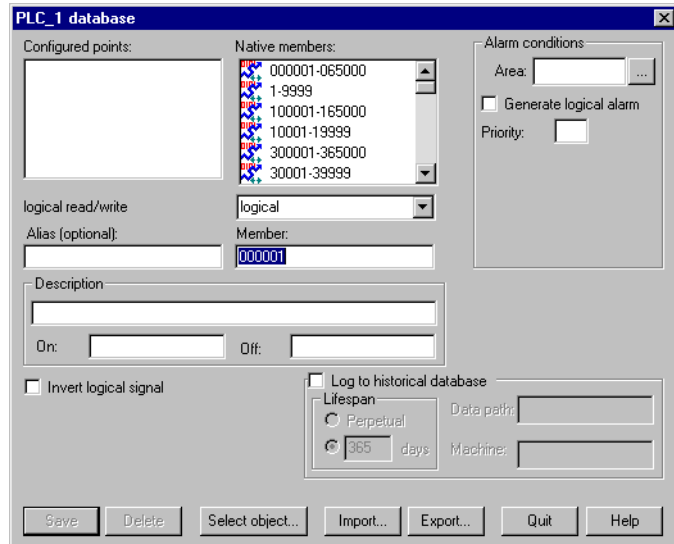 PLC_1 database
Configured points:
Native members:
000001-065000
1-9999
100001-165000
10001-19999
300001-365000
30001-39999
Alarm conditions
Area:
...
Generate logical alarm
Priority:
logical read/write
logical
Alias (optional):
Member:
000001
Description
On:
Off:
Invert logical signal
Log to historical database
Lifespan
Perpetual
365 days
Data path:
Machine:
Save Delete Select object... Import... Export... Quit Help